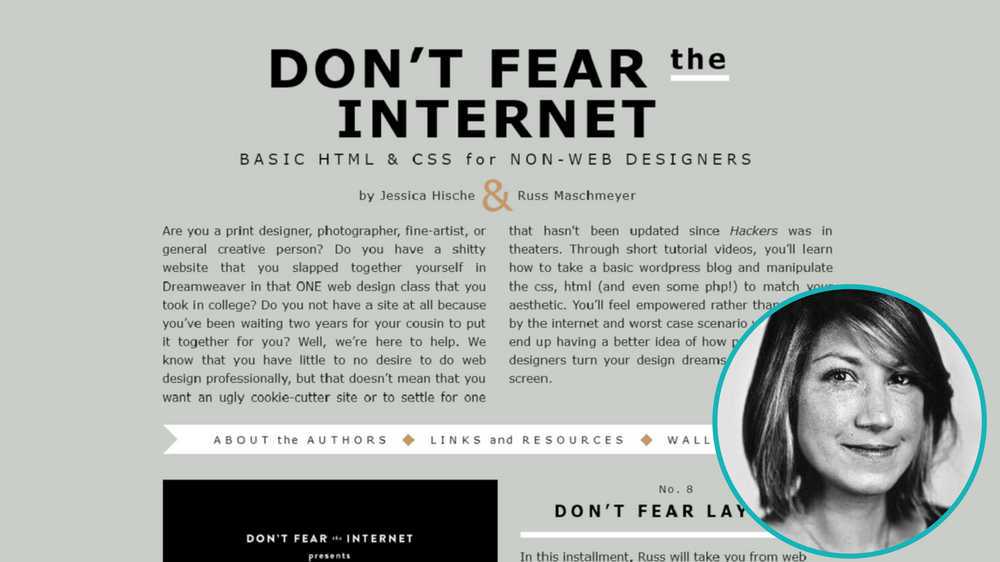 DON'T FEAR the
INTERNET
BASIC HTML & CSS for NON-WEB DESIGNERS
by Jessica Hische & Russ Maschmeyer
Are you a print designer, photographer, fine-artist, or
general creative person? Do you have a shitty
website that you slapped together yourself in
Dreamweaver in that ONE web design class that you
took in college? Do you not have a site at all because
you've been waiting two years for your cousin to put
it together for you? Well, we're here to help. We
know that you have little to no desire to do web
design professionally, but that doesn't mean that you
want an ugly cookie-cutter site or to settle for one
that hasn't been updated since Hackers was in
theaters. Through short tutorial videos, you'll learn
how to take a basic wordpress blog and manipulate
the css, html (and even some php!) to match your
aesthetic. You'll feel empowered rather than
by the internet and worst case scenario
end up having a better idea of how
designers turn your design dreams
screen.
ABOUT the AUTHORS ◆ LINKS and RESOURCES ◆ WALL
DON'T FEAR the INTERNET
presents
No. 8
DON'T FEAR LAY
In this installment, Russ will take you from web